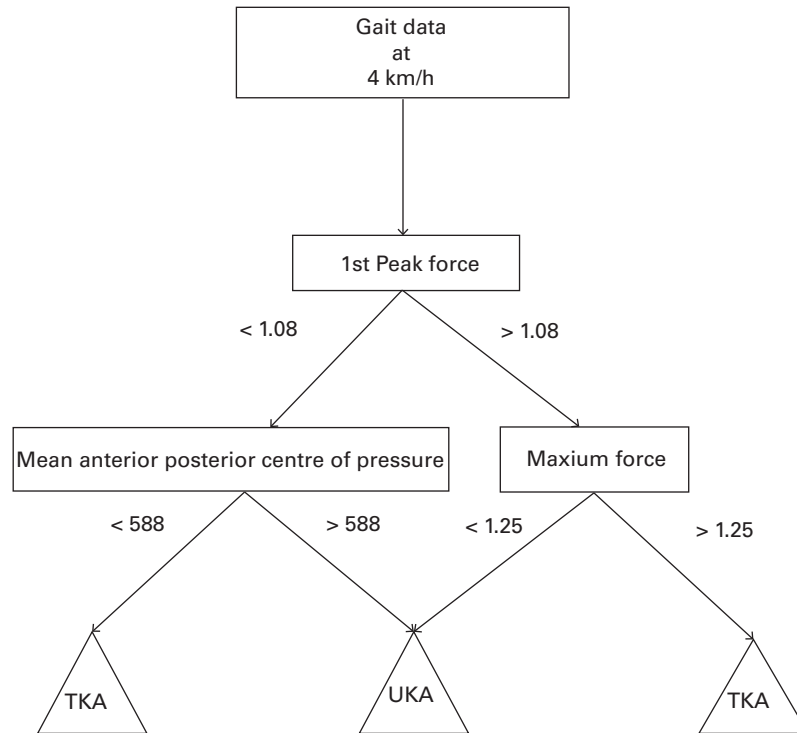 Gait data
at
4 km/h
1st Peak force
< 1.08
> 1.08
Mean anterior posterior centre of pressure
Maxium force
< 588
> 588
< 1.25
> 1.25
TKA
UKA
TKA